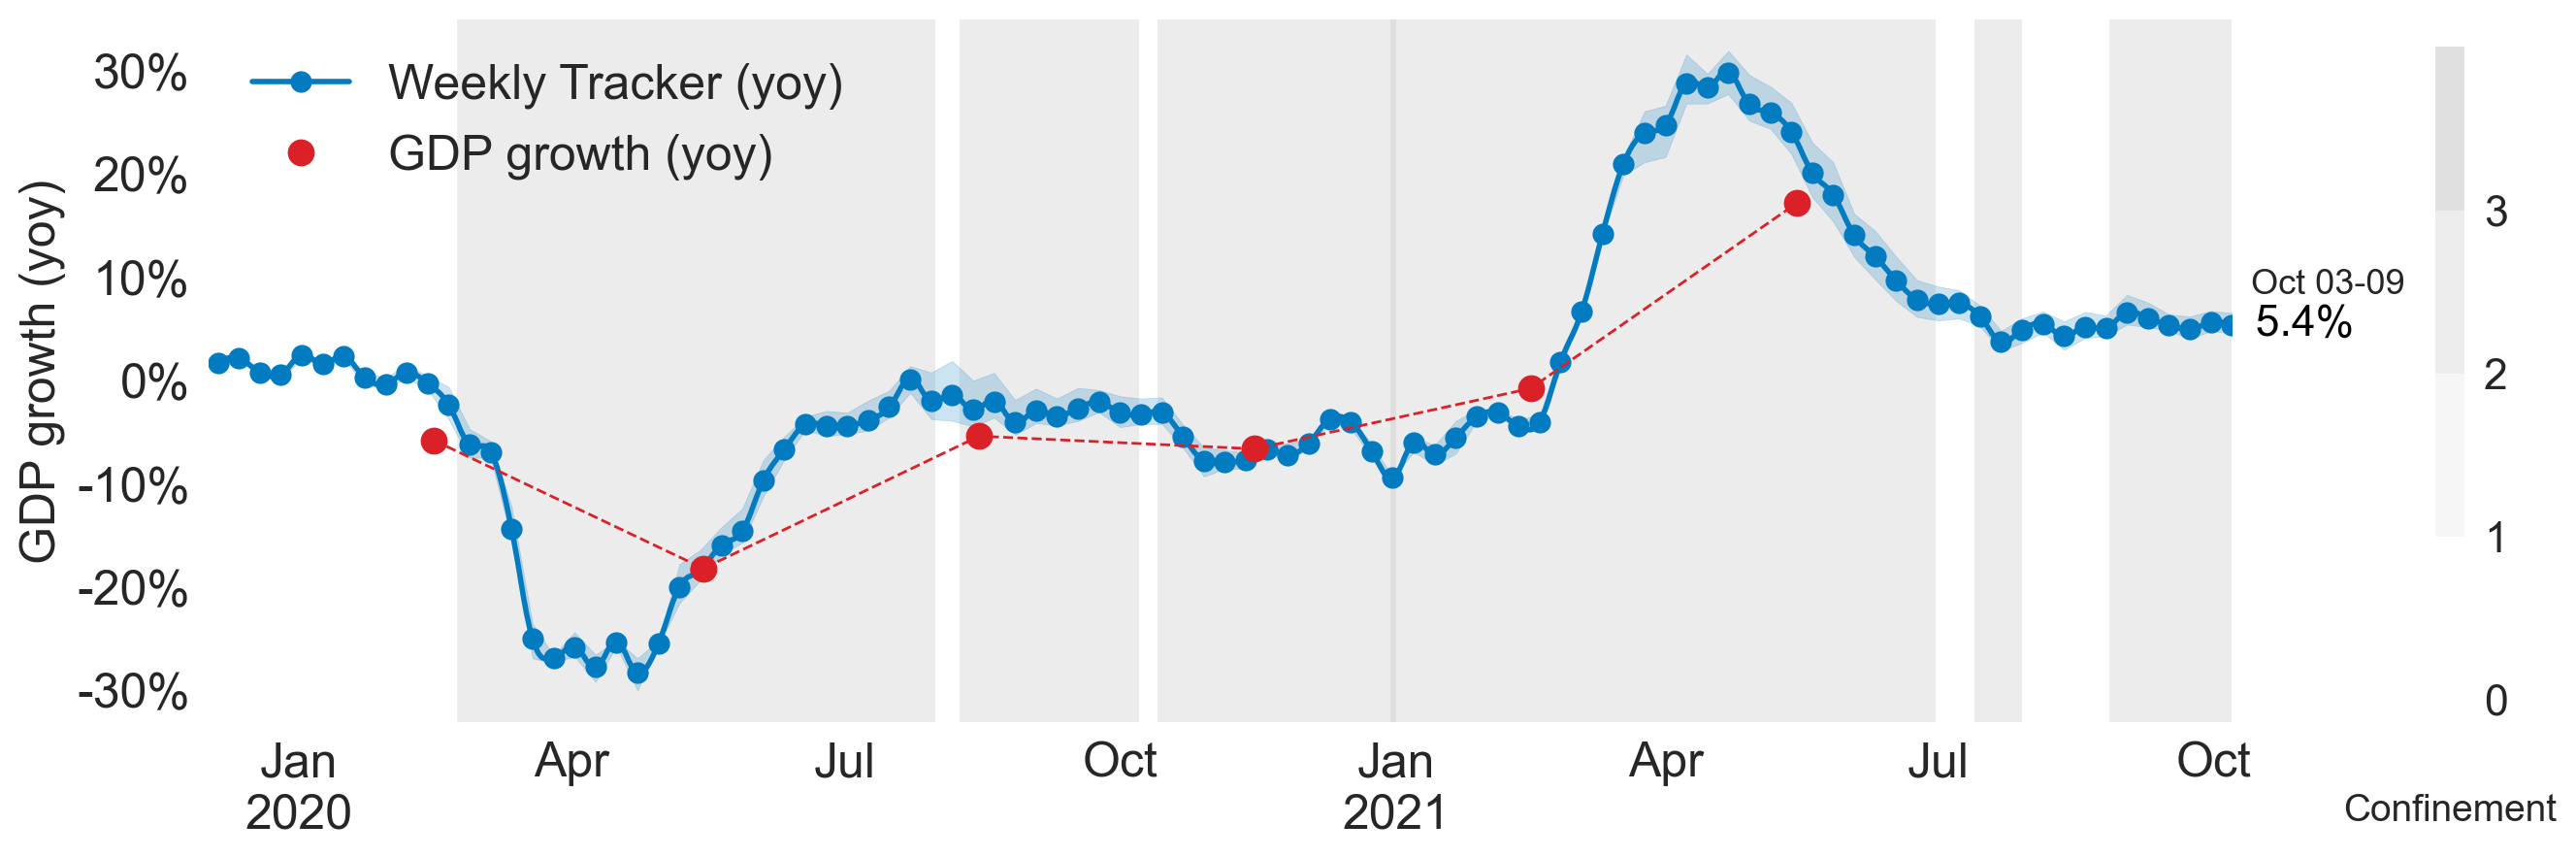 Weekly Tracker (yoy)
GDP growth (yoy)
GDP growth (yoy)
30%
20%
10%
0%
-10%
-20%
-30%
Jan
2020
Apr
Jul
Oct
Jan
2021
Apr
Jul
Oct
Oct 03-09
5.4%
3
2
1
0
Confinement